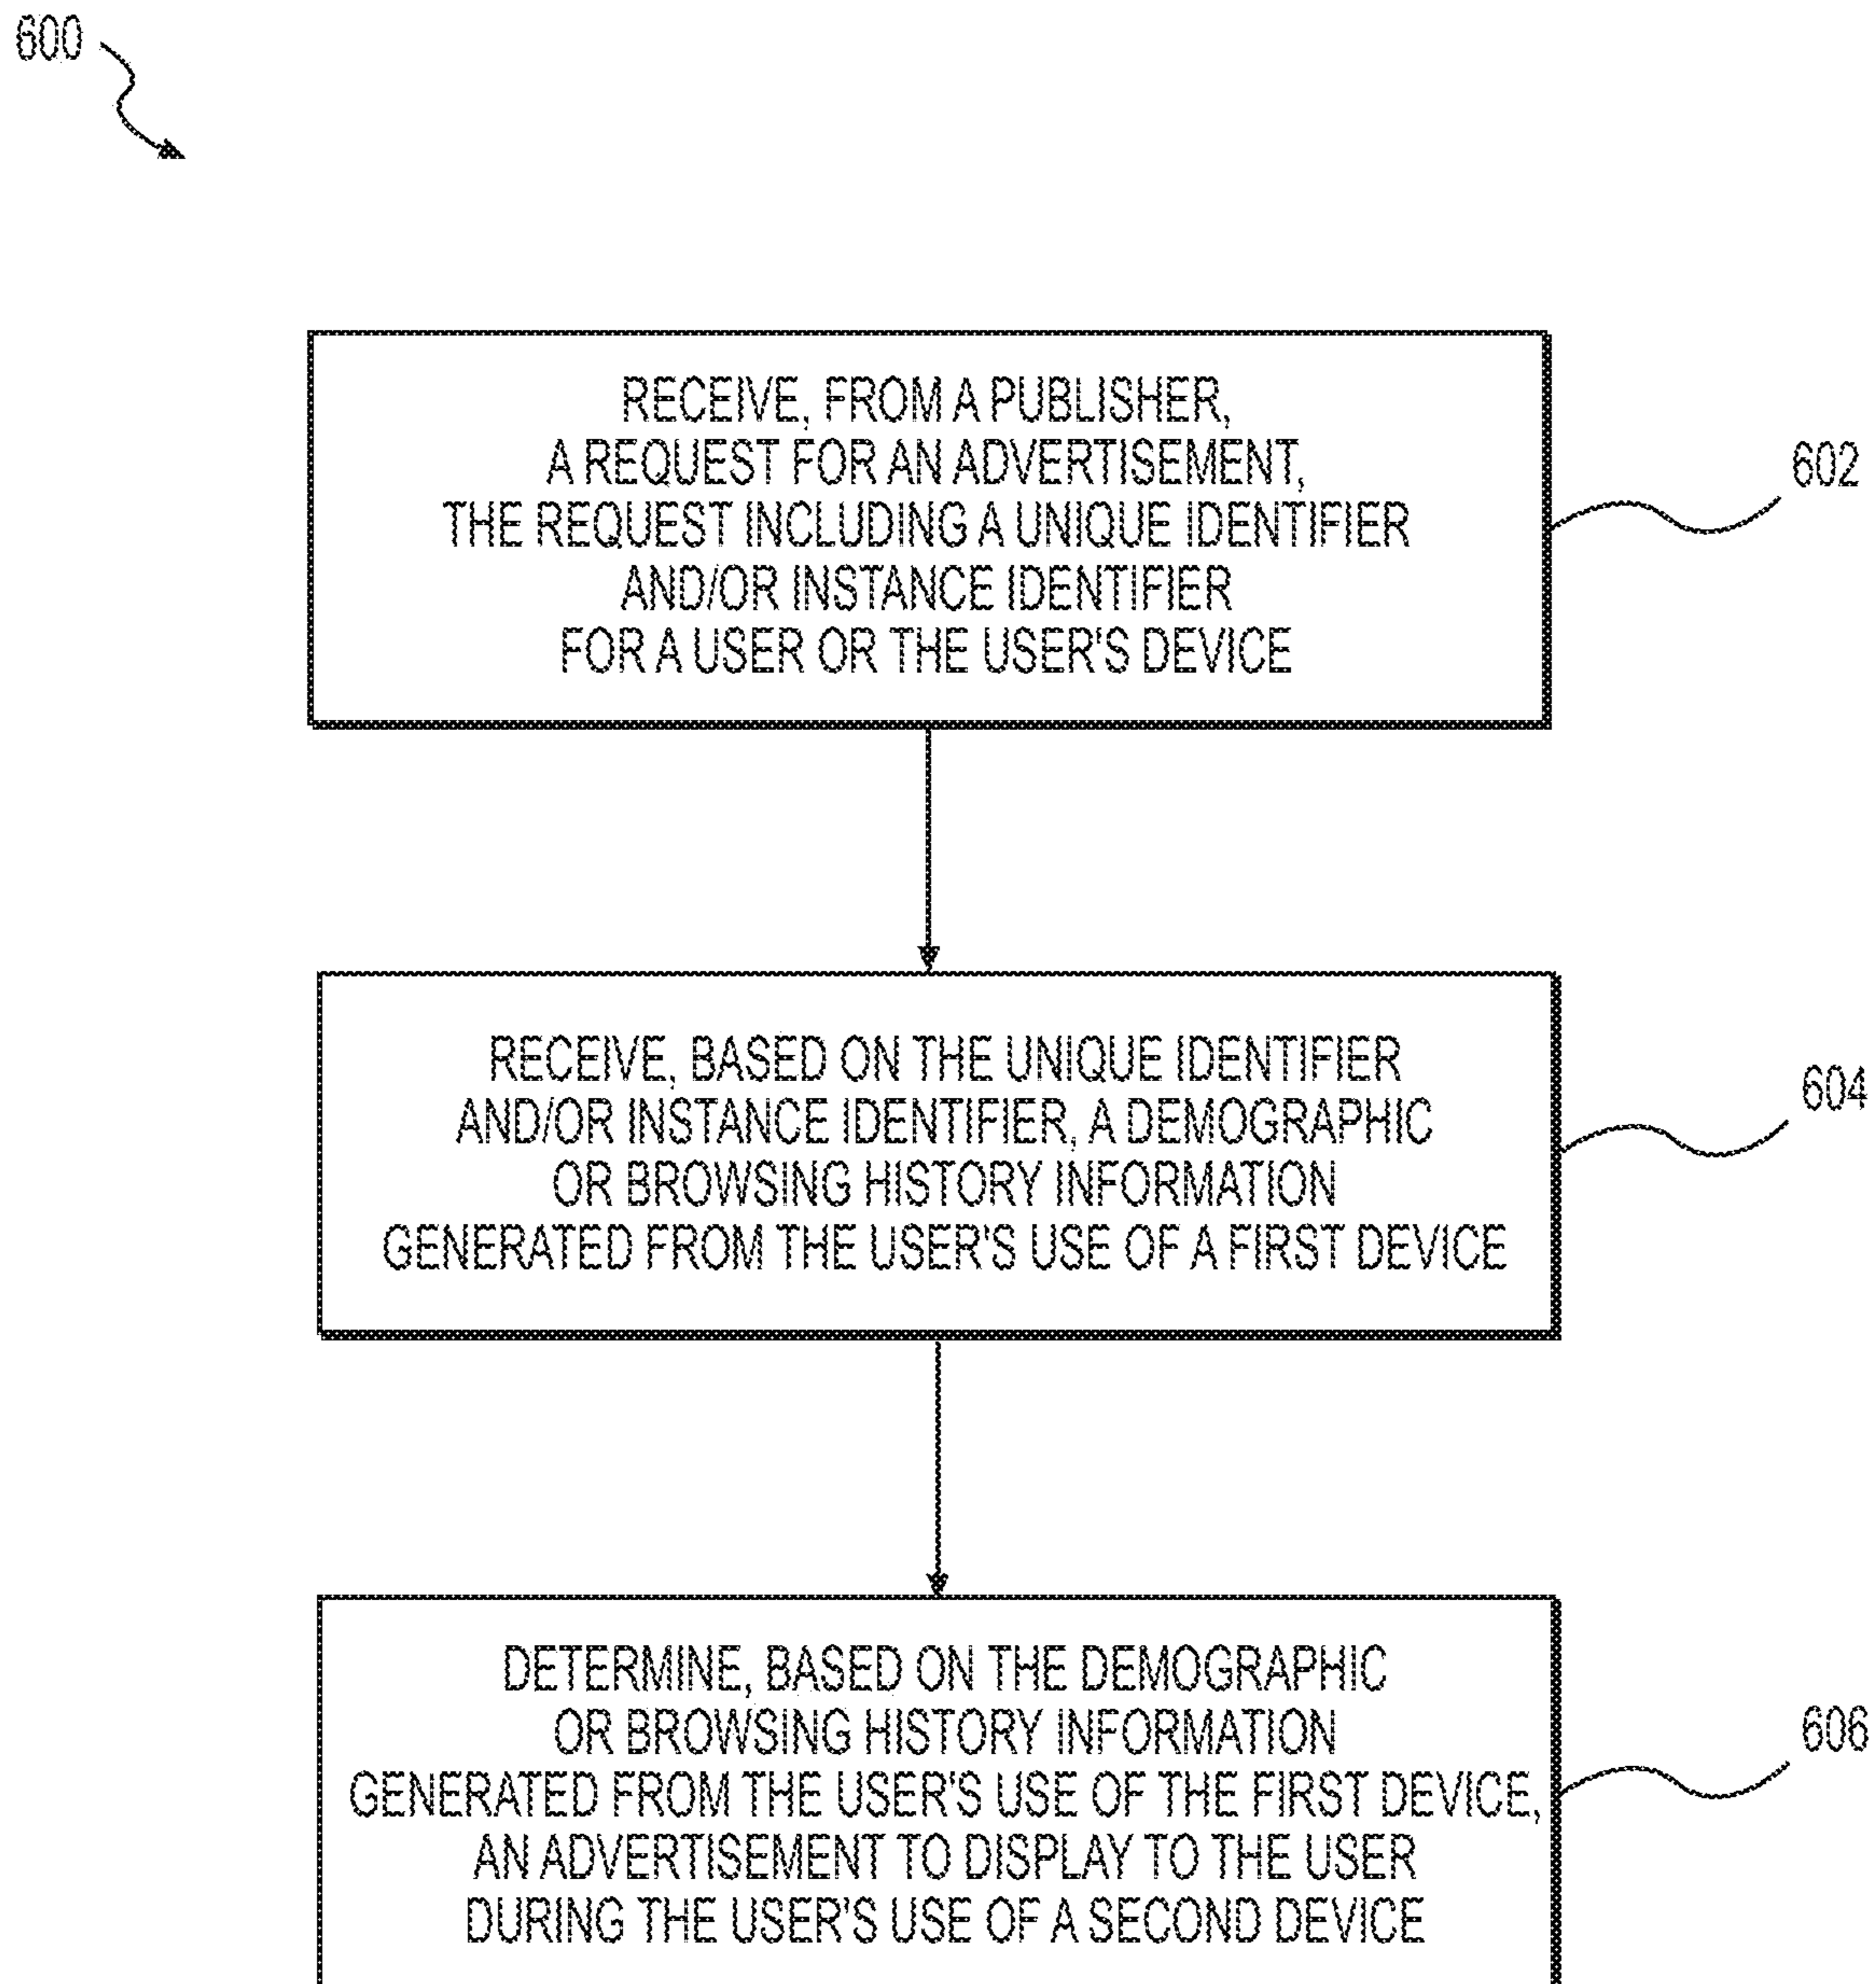 600
RECEIVE, FROM A PUBLISHER,
A REQUEST FOR AN ADVERTISEMENT,
THE REQUEST INCLUDING A UNIQUE IDENTIFIER
AND/OR INSTANCE IDENTIFIER
FOR A USER OR THE USER'S DEVICE
602
RECEIVE, BASED ON THE UNIQUE IDENTIFIER
AND/OR INSTANCE IDENTIFIER, A DEMOGRAPHIC
OR BROWSING HISTORY INFORMATION
GENERATED FROM THE USER'S USE OF A FIRST DEVICE
604
DETERMINE, BASED ON THE DEMOGRAPHIC
OR BROWSING HISTORY INFORMATION
GENERATED FROM THE USER'S USE OF THE FIRST DEVICE,
AN ADVERTISEMENT TO DISPLAY TO THE USER
DURING THE USER'S USE OF A SECOND DEVICE
606